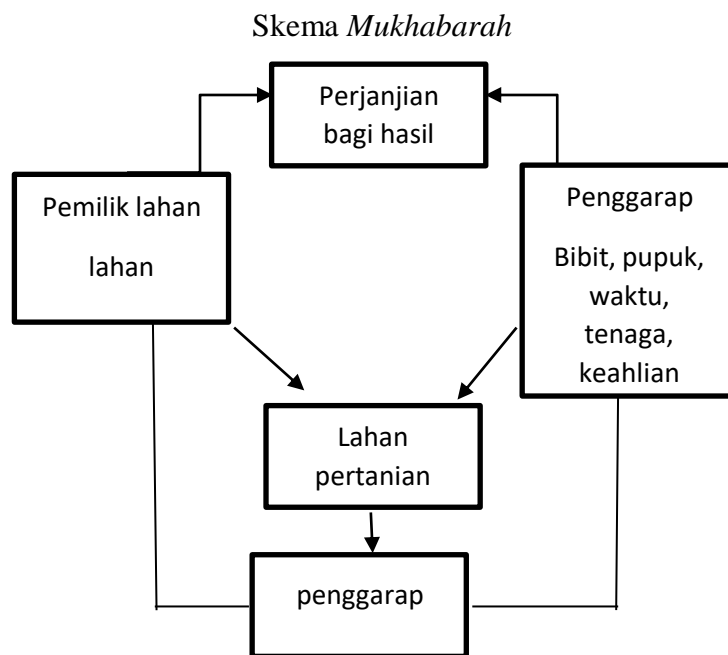 Skema Mukhabarah
Perjanjian
bagi hasil
Pemilik lahan
lahan
Penggarap
Bibit, pupuk,
waktu,
tenaga,
keahlian
Lahan
pertanian
penggarap